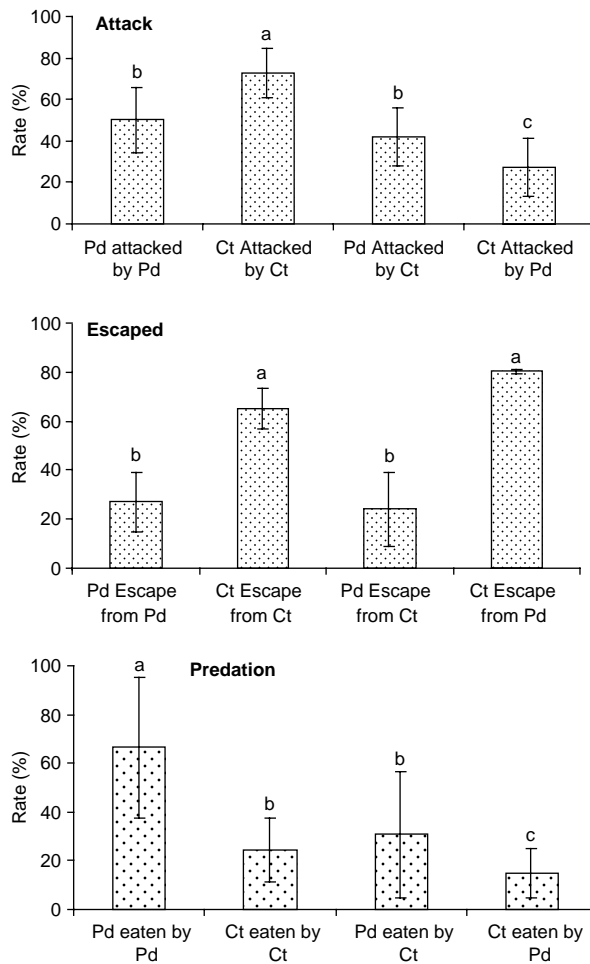 Attack
Rate (%)
100
80
60
40
20
0
b
a
b
c
Pd attacked
by Pd
Ct Attacked
by Ct
Pd Attacked
by Ct
Ct Attacked
by Pd
Escaped
Rate (%)
100
80
60
40
20
0
b
a
b
a
Pd Escape
from Pd
Ct Escape
from Ct
Pd Escape
from Ct
Ct Escape
from Pd
Predation
Rate (%)
100
80
60
40
20
0
a
b
b
c
Pd eaten by
Pd
Ct eaten by
Ct
Pd eaten by
Ct
Ct eaten by
Pd